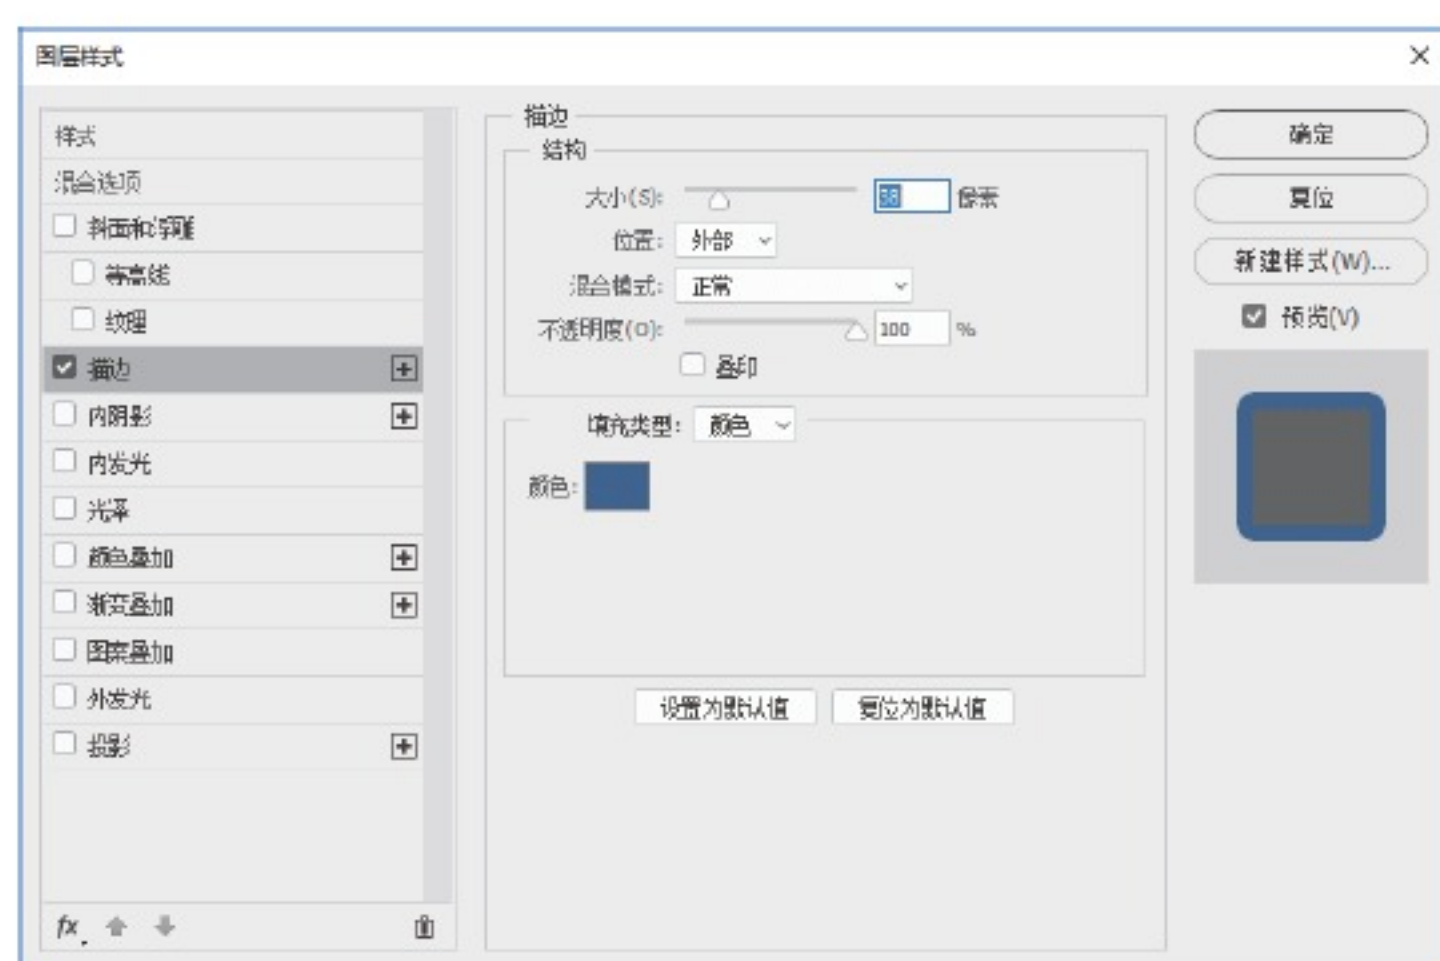 图层样式
样式
混合选项
斜面和浮雕
等高线
纹理
描边
内阴影
内发光
光泽
颜色叠加
渐变叠加
图案叠加
外发光
投影
fx
描边
结构
大小(S): 像素
位置: 外部
混合模式: 正常
不透明度(O): 100 %
叠印
填充类型: 颜色
颜色:
设置为默认值 复位为默认值
确定
复位
新建样式(W)...
预览(V)